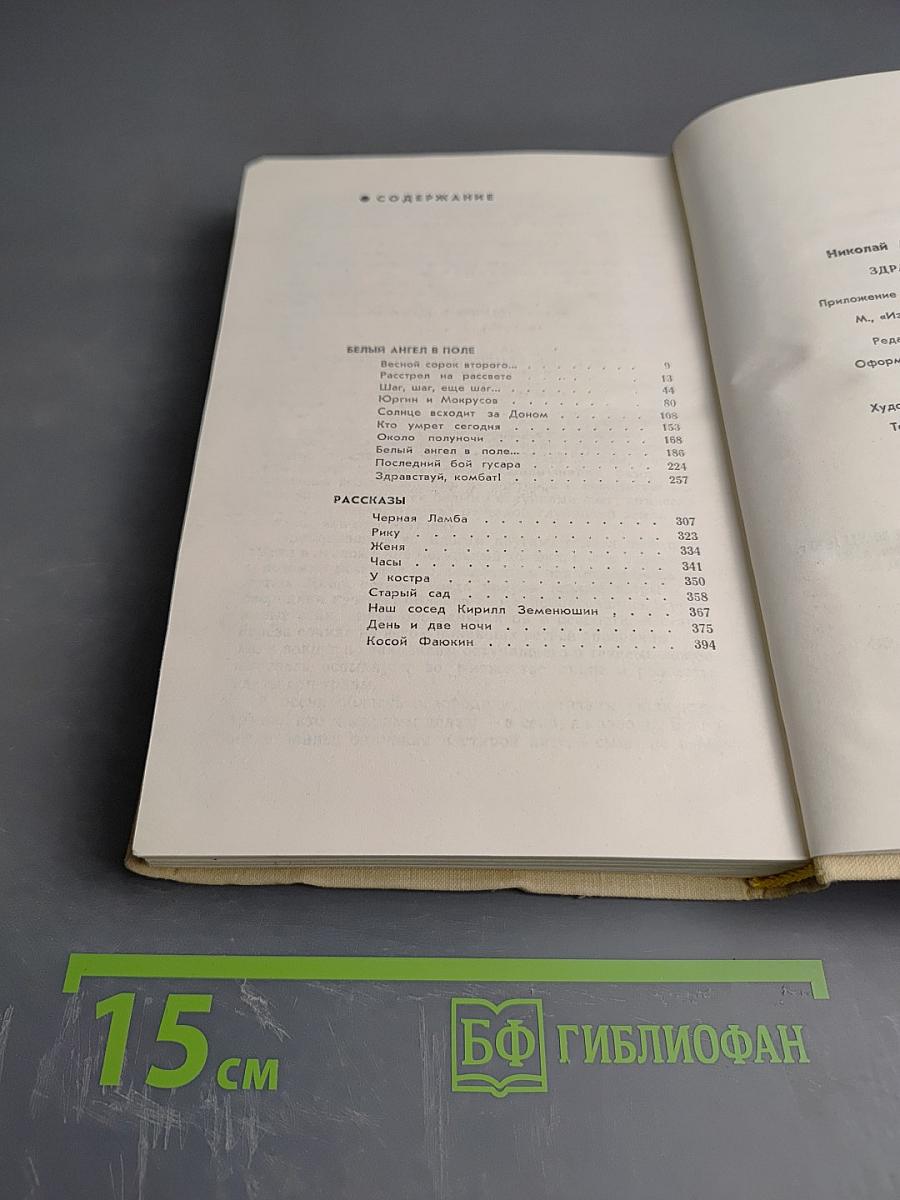 СОДЕРЖАНИЕ
БЕЛЫЙ АНГЕЛ В ПОЛЕ
Весной сорок второго... 9
Расстрел на рассвете 13
Шаг, шаг, еще шаг... 44
Юргин и Мокрусов 80
Солнце всходит за Доном 108
Кто умрет сегодня 153
Около полуночи 168
Белый ангел в поле... 186
Последний бой гусара 224
Здравствуй, комбат! 257
РАССКАЗЫ
Черная Ламба 307
Рику 323
Женя 334
Часы 341
У костра 350
Старый сад 358
Наш сосед Кирилл Земенюшин 367
День и две ночи 375
Косой Фаюкин 394
Николай
ЗДРА
Приложение
М., «Из
Реда
Оформ
Худо
Те
15 см
БФ ГИБЛИОФАН